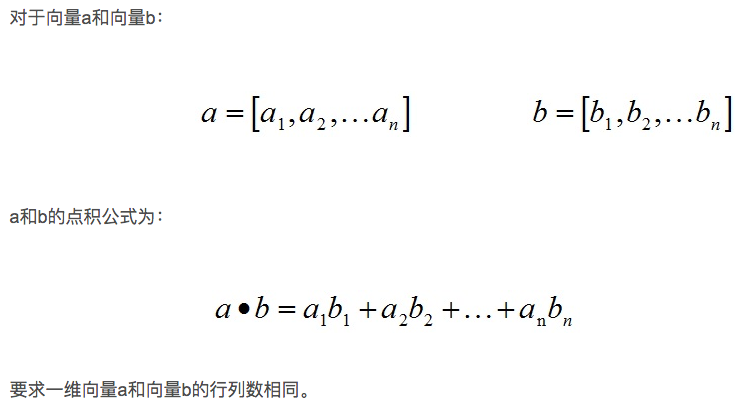 对于向量a和向量b：
a = [a₁,a₂,…aₙ] b = [b₁,b₂,…bₙ]
a和b的点积公式为：
a•b = a₁b₁ + a₂b₂ +…+ aₙbₙ
要求一维向量a和向量b的行列数相同。